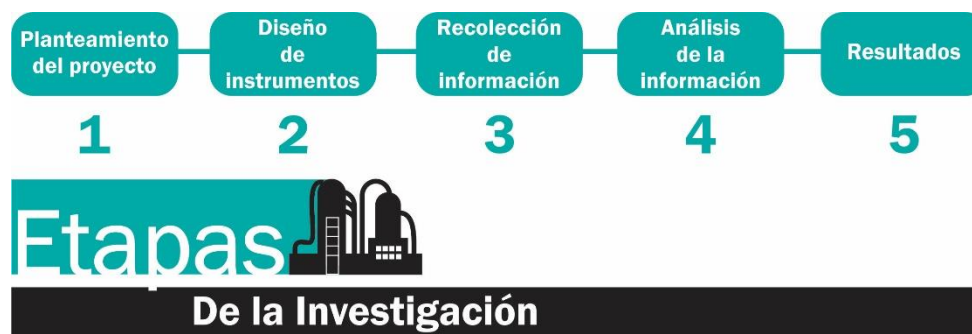 Planteamiento
del proyecto
Diseño
de
instrumentos
Recolección
de
información
Análisis
de la
información
Resultados
1
2
3
4
5
Etapas
De la Investigación